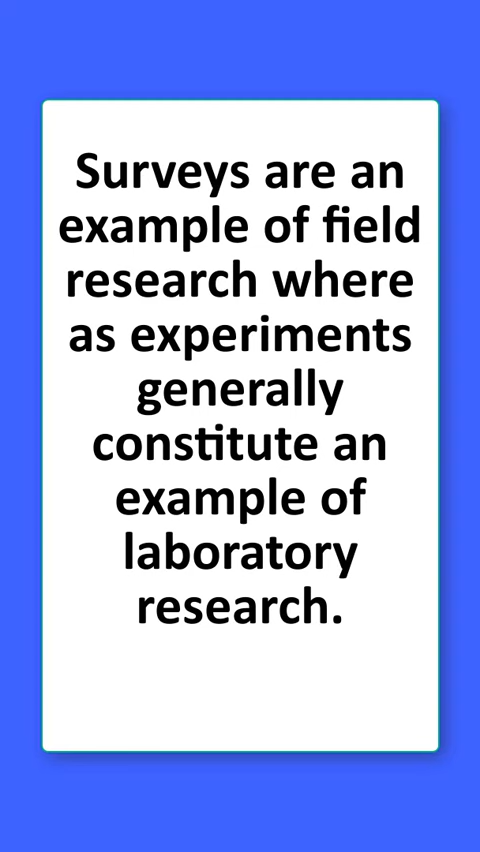 Surveys are an
example of field
research where
as experiments
generally
constitute an
example of
laboratory
research.